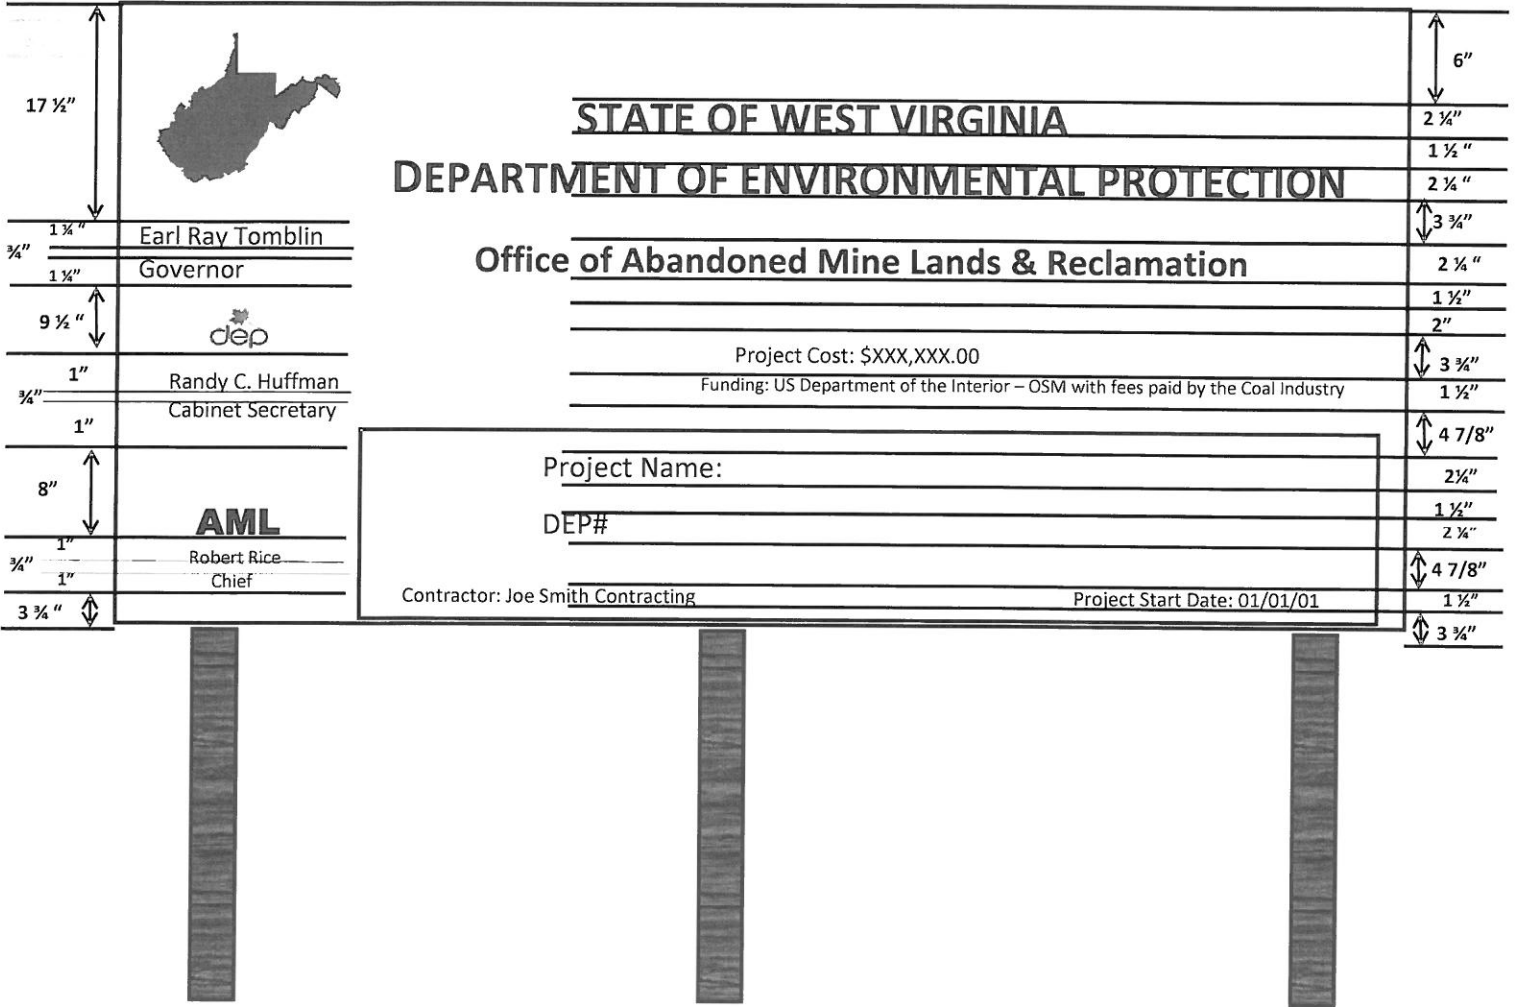 17 ½"
6"
STATE OF WEST VIRGINIA
2 ¼"
1 ½ "
DEPARTMENT OF ENVIRONMENTAL PROTECTION
2 ¼ "
3 ¾"
1 ¼ "
Earl Ray Tomblin
¾"
Governor
1 ¼"
Office of Abandoned Mine Lands & Reclamation
2 ¼ "
1 ½"
9 ½ "
dep
2"
Project Cost: $XXX,XXX.00
3 ¾"
1"
Randy C. Huffman
Funding: US Department of the Interior – OSM with fees paid by the Coal Industry
1 ½"
¾"
Cabinet Secretary
1"
4 7/8"
Project Name:
2¼"
8"
AML
DEP#
1 ½"
2 ¼"
1"
Robert Rice
¾"
Chief
1"
4 7/8"
Contractor: Joe Smith Contracting
Project Start Date: 01/01/01
1 ½"
3 ¾ "
3 ¾"